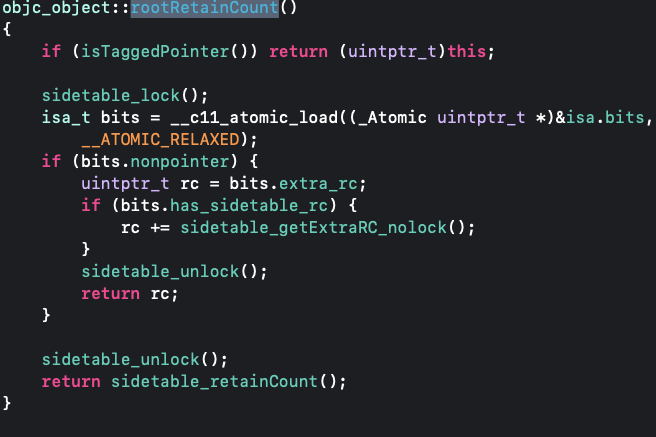 objc_object::rootRetainCount()
{
    if (isTaggedPointer()) return (uintptr_t)this;

    sidetable_lock();
    isa_t bits = __c11_atomic_load((_Atomic uintptr_t *)&isa.bits,
        __ATOMIC_RELAXED);
    if (bits.nonpointer) {
        uintptr_t rc = bits.extra_rc;
        if (bits.has_sidetable_rc) {
            rc += sidetable_getExtraRC_nolock();
        }
        sidetable_unlock();
        return rc;
    }

    sidetable_unlock();
    return sidetable_retainCount();
}